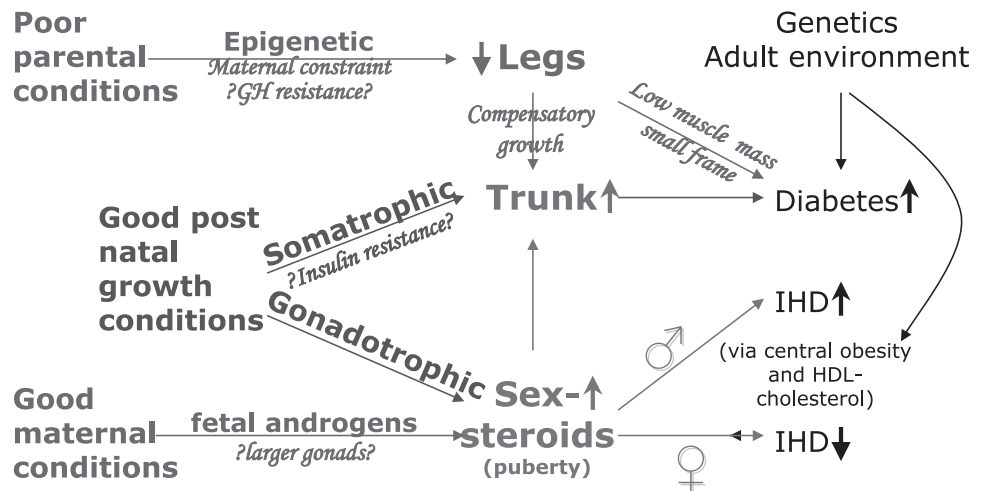 Poor
parental
conditions
Epigenetic
Maternal constraint
?GH resistance?
↓Legs
Genetics
Adult environment
Compensatory
growth
Low muscle mass
small frame
Good post
natal
growth
conditions
Somatrophic
?Insulin resistance?
Trunk↑
Diabetes↑
Gonadotrophic
IHD↑
(via central obesity
and HDL-
cholesterol)
Good
maternal
conditions
fetal androgens
?larger gonads?
Sex-↑
steroids
(puberty)
♂
♀
IHD↓